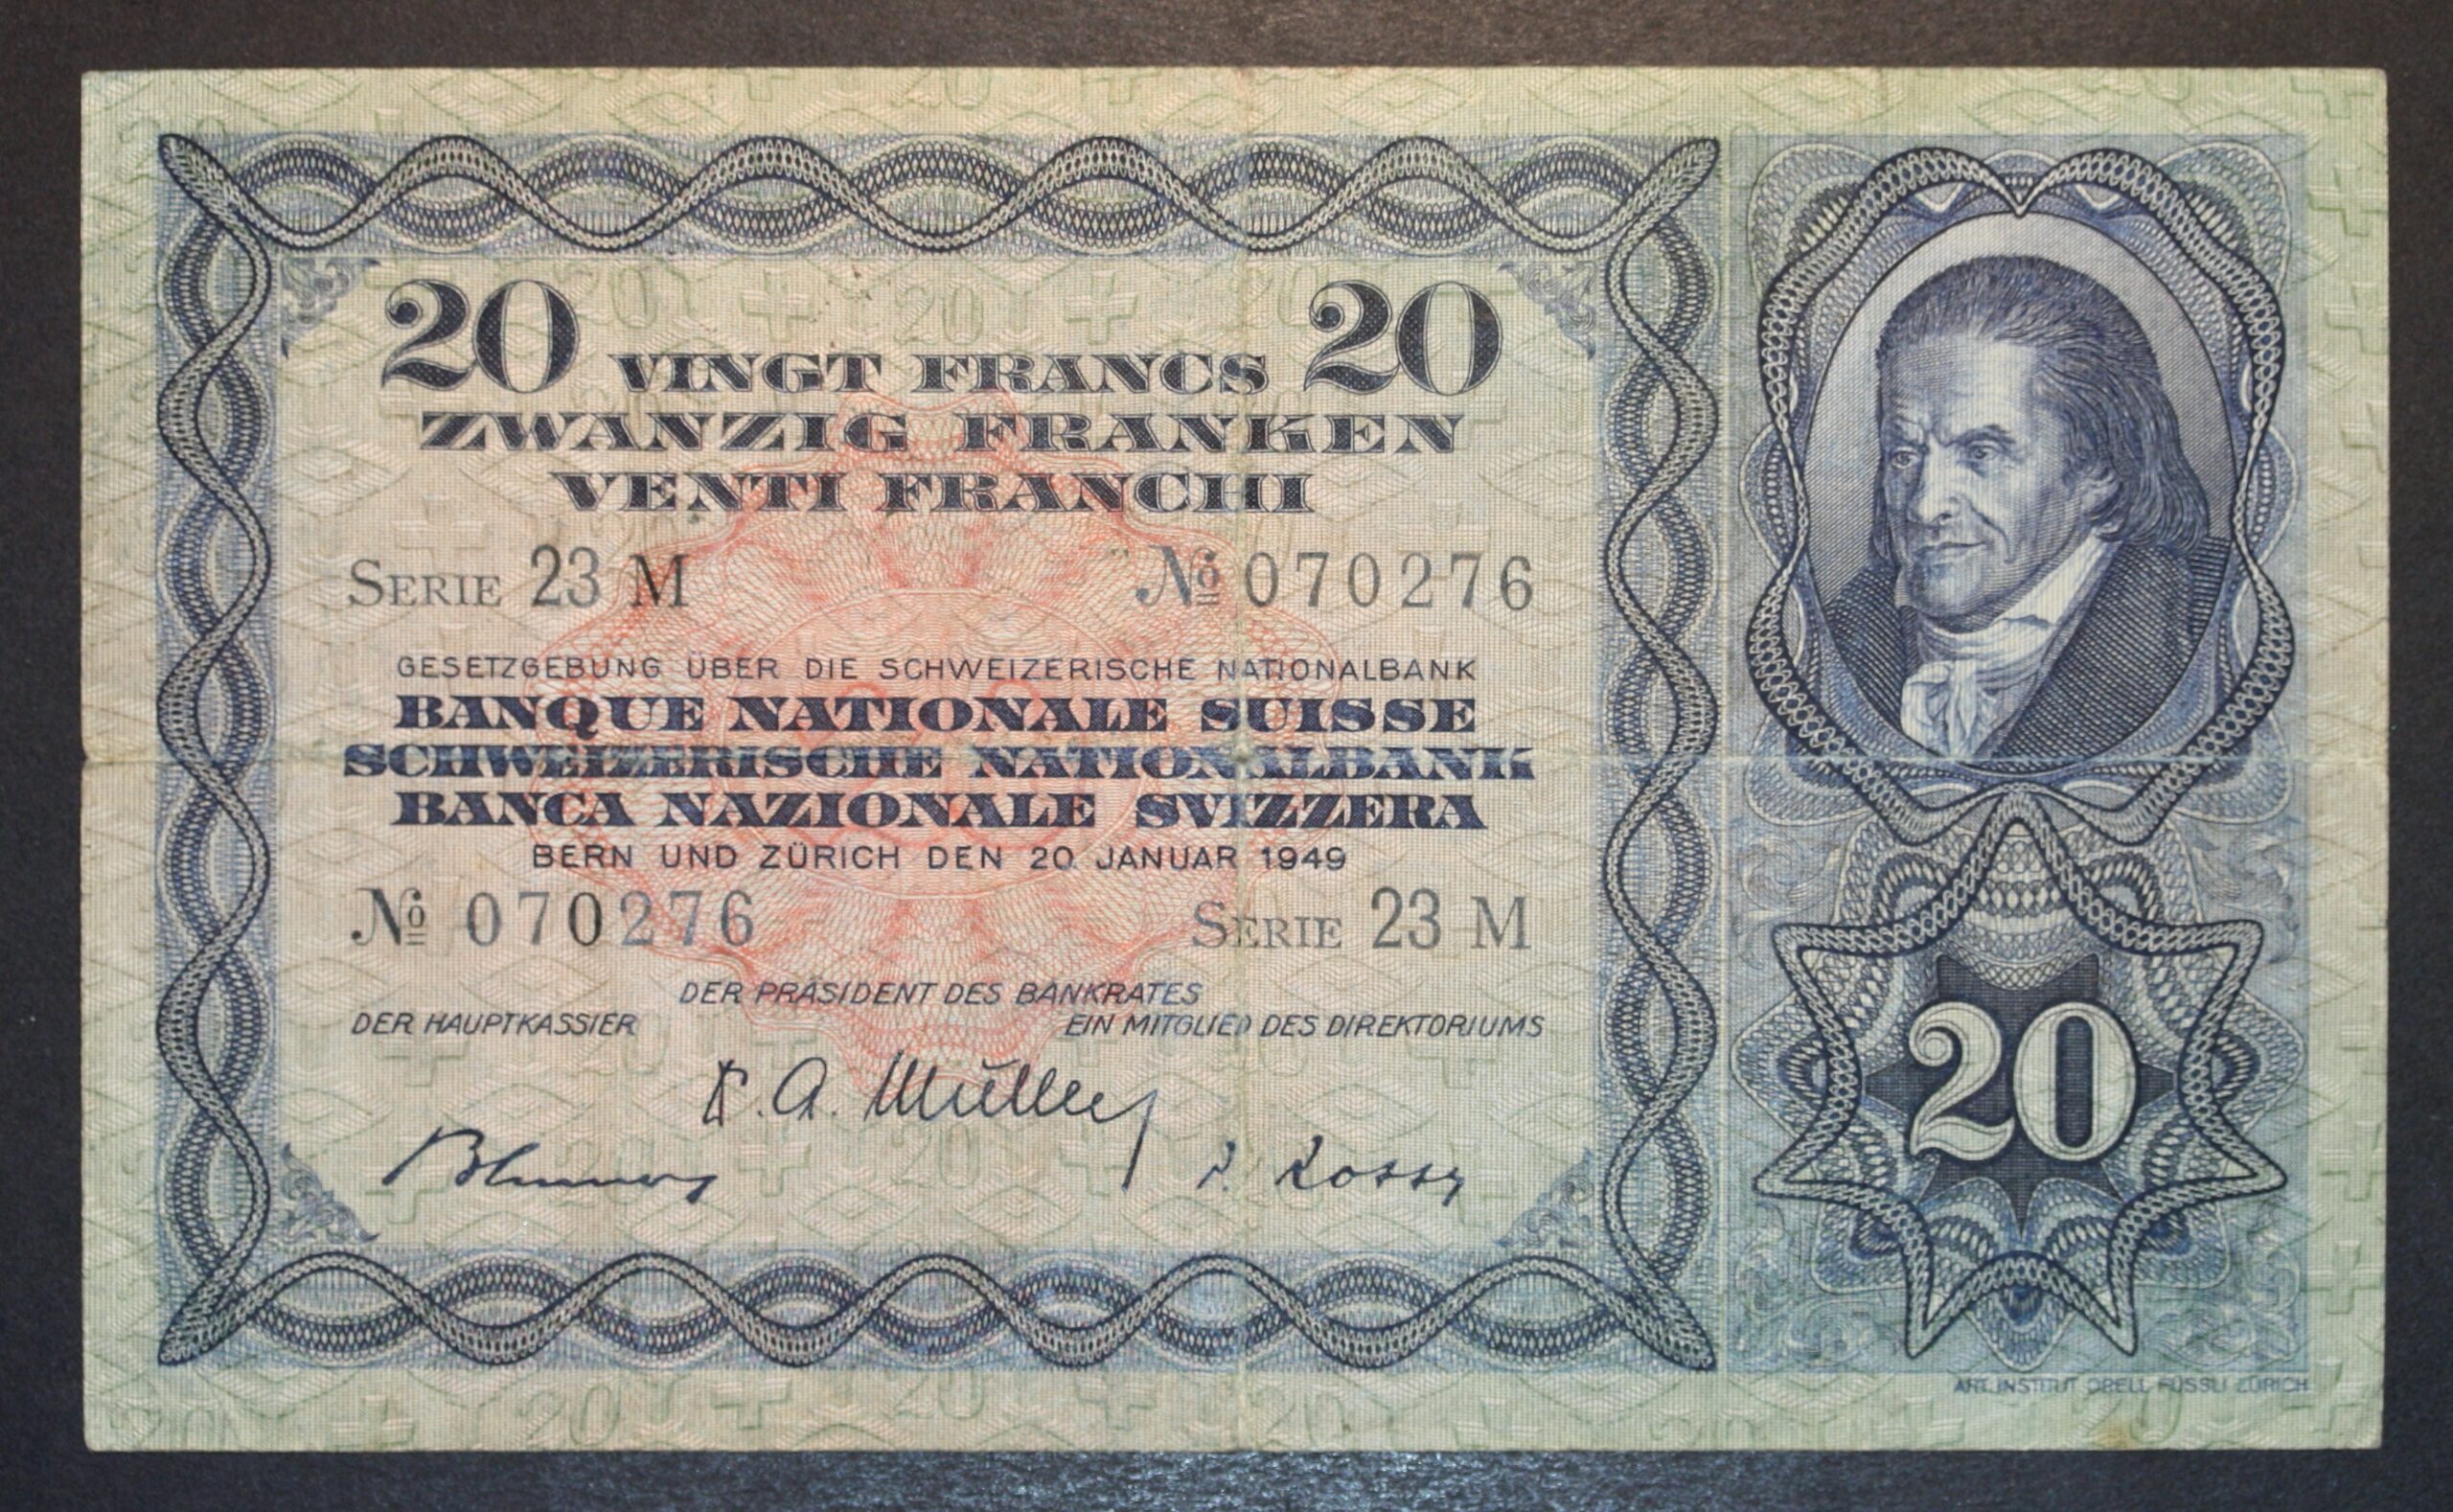 20 VINGT FRANCS 20
ZWANZIG FRANKEN
VENTI FRANCHI
SERIE 23 M № 070276
GESETZGEBUNG ÜBER DIE SCHWEIZERISCHE NATIONALBANK
BANQUE NATIONALE SUISSE
SCHWEIZERISCHE NATIONALBANK
BANCA NAZIONALE SVIZZERA
BERN UND ZÜRICH DEN 20 JANUAR 1949
№ 070276 SERIE 23 M
DER PRÄSIDENT DES BANKRATES
DER HAUPTKASSIER EIN MITGLIED DES DIREKTORIUMS
A. Müller
Rossy
20
ART. INSTITUT ORELL FÜSSLI ZÜRICH